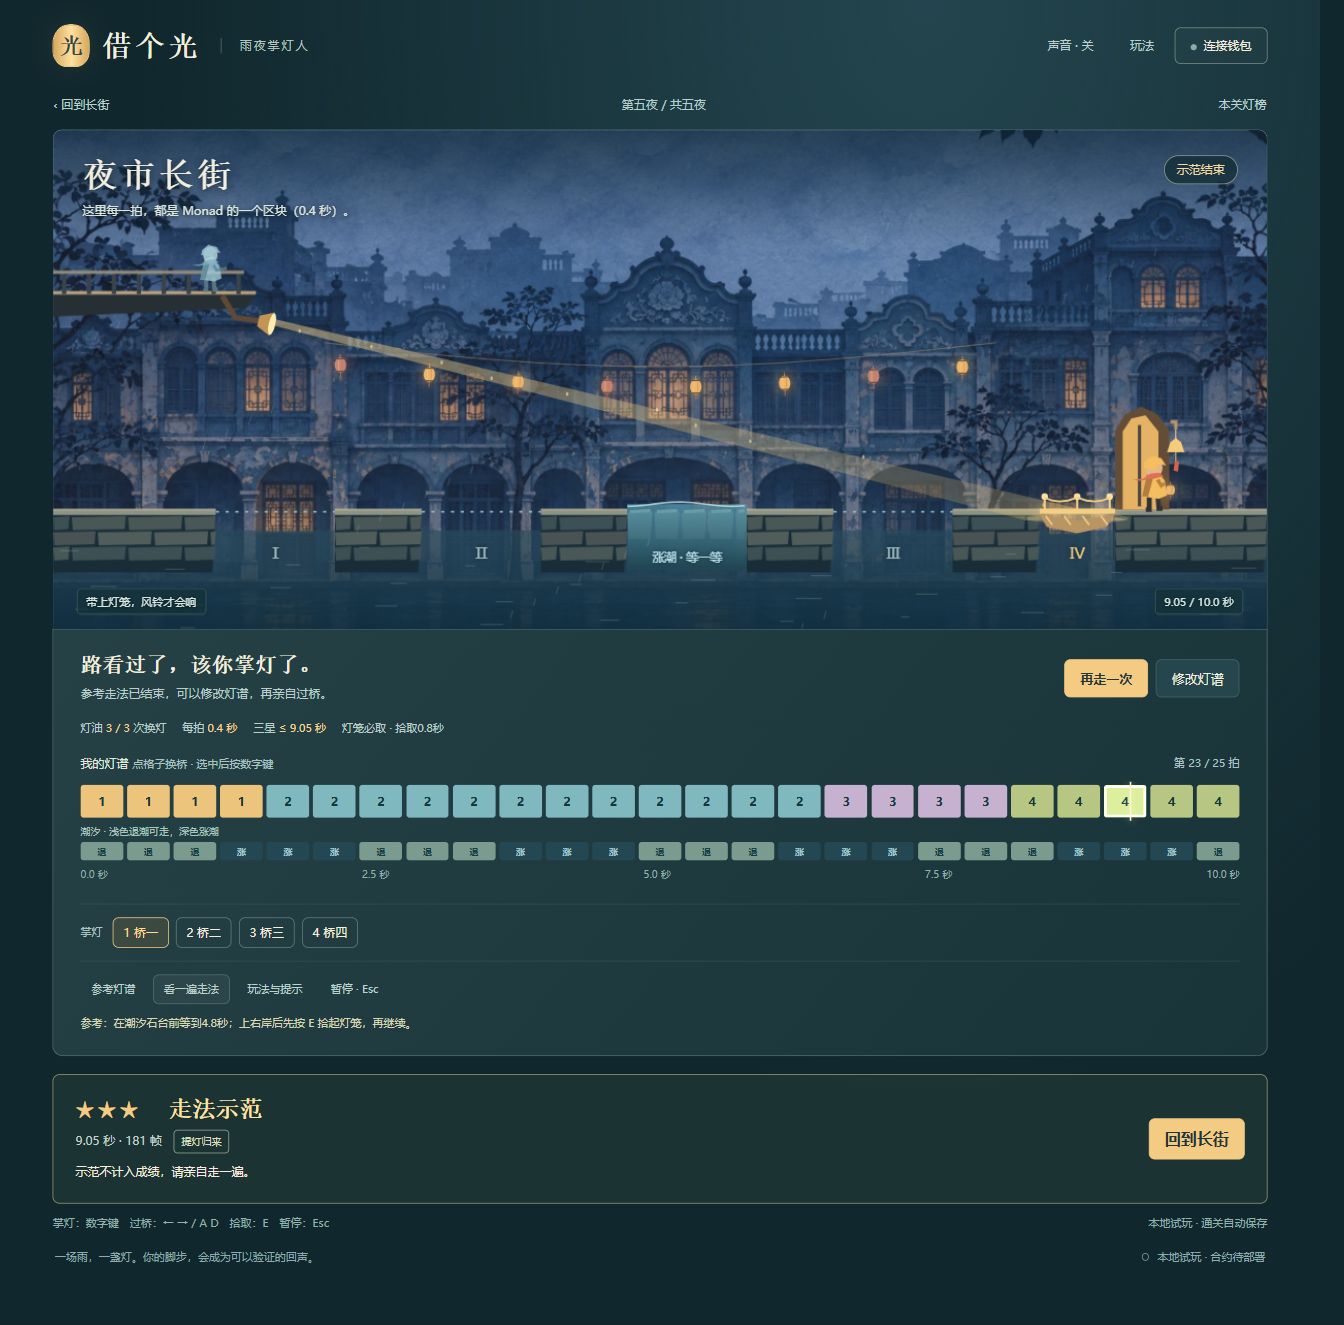 光 借个光 雨夜掌灯人 声音 · 关 玩法 连接钱包
‹ 回到长街 第五夜 / 共五夜 本关灯榜
夜市长街 示范结束
这里每一拍，都是 Monad 的一个区块（0.4 秒）。
I II 涨潮 · 等一等 III IV
带上灯笼，风铃才会响 9.05 / 10.0 秒
路看过了，该你掌灯了。
参考走法已结束，可以修改灯谱，再亲自过桥。
再走一次 修改灯谱
灯油 3 / 3 次换灯 每拍 0.4 秒 三星 ≤ 9.05 秒 灯笼必取 · 拾取0.8秒
我的灯谱 点格子换桥 · 选中后按数字键 第 23 / 25 拍
1 1 1 1 2 2 2 2 2 2 2 2 2 2 2 2 3 3 3 3 4 4 4 4 4
潮汐 · 浅色退潮可走，深色涨潮
退 退 退 涨 涨 涨 退 退 退 涨 涨 涨 退 退 退 涨 涨 涨 退 退 退 涨 涨 涨 退
0.0 秒 2.5 秒 5.0 秒 7.5 秒 10.0 秒
掌灯 1 桥一 2 桥二 3 桥三 4 桥四
参考灯谱 看一遍走法 玩法与提示 暂停 · Esc
参考：在潮汐石台前等到4.8秒；上右岸后先按 E 拾起灯笼，再继续。
★★★ 走法示范
9.05 秒 · 181 帧 提灯归来
示范不计入成绩，请亲自走一遍。
回到长街
掌灯：数字键 过桥：← → / A D 拾取：E 暂停：Esc 本地试玩 · 通关自动保存
一场雨，一盏灯。你的脚步，会成为可以验证的回声。 本地试玩 · 合约待部署